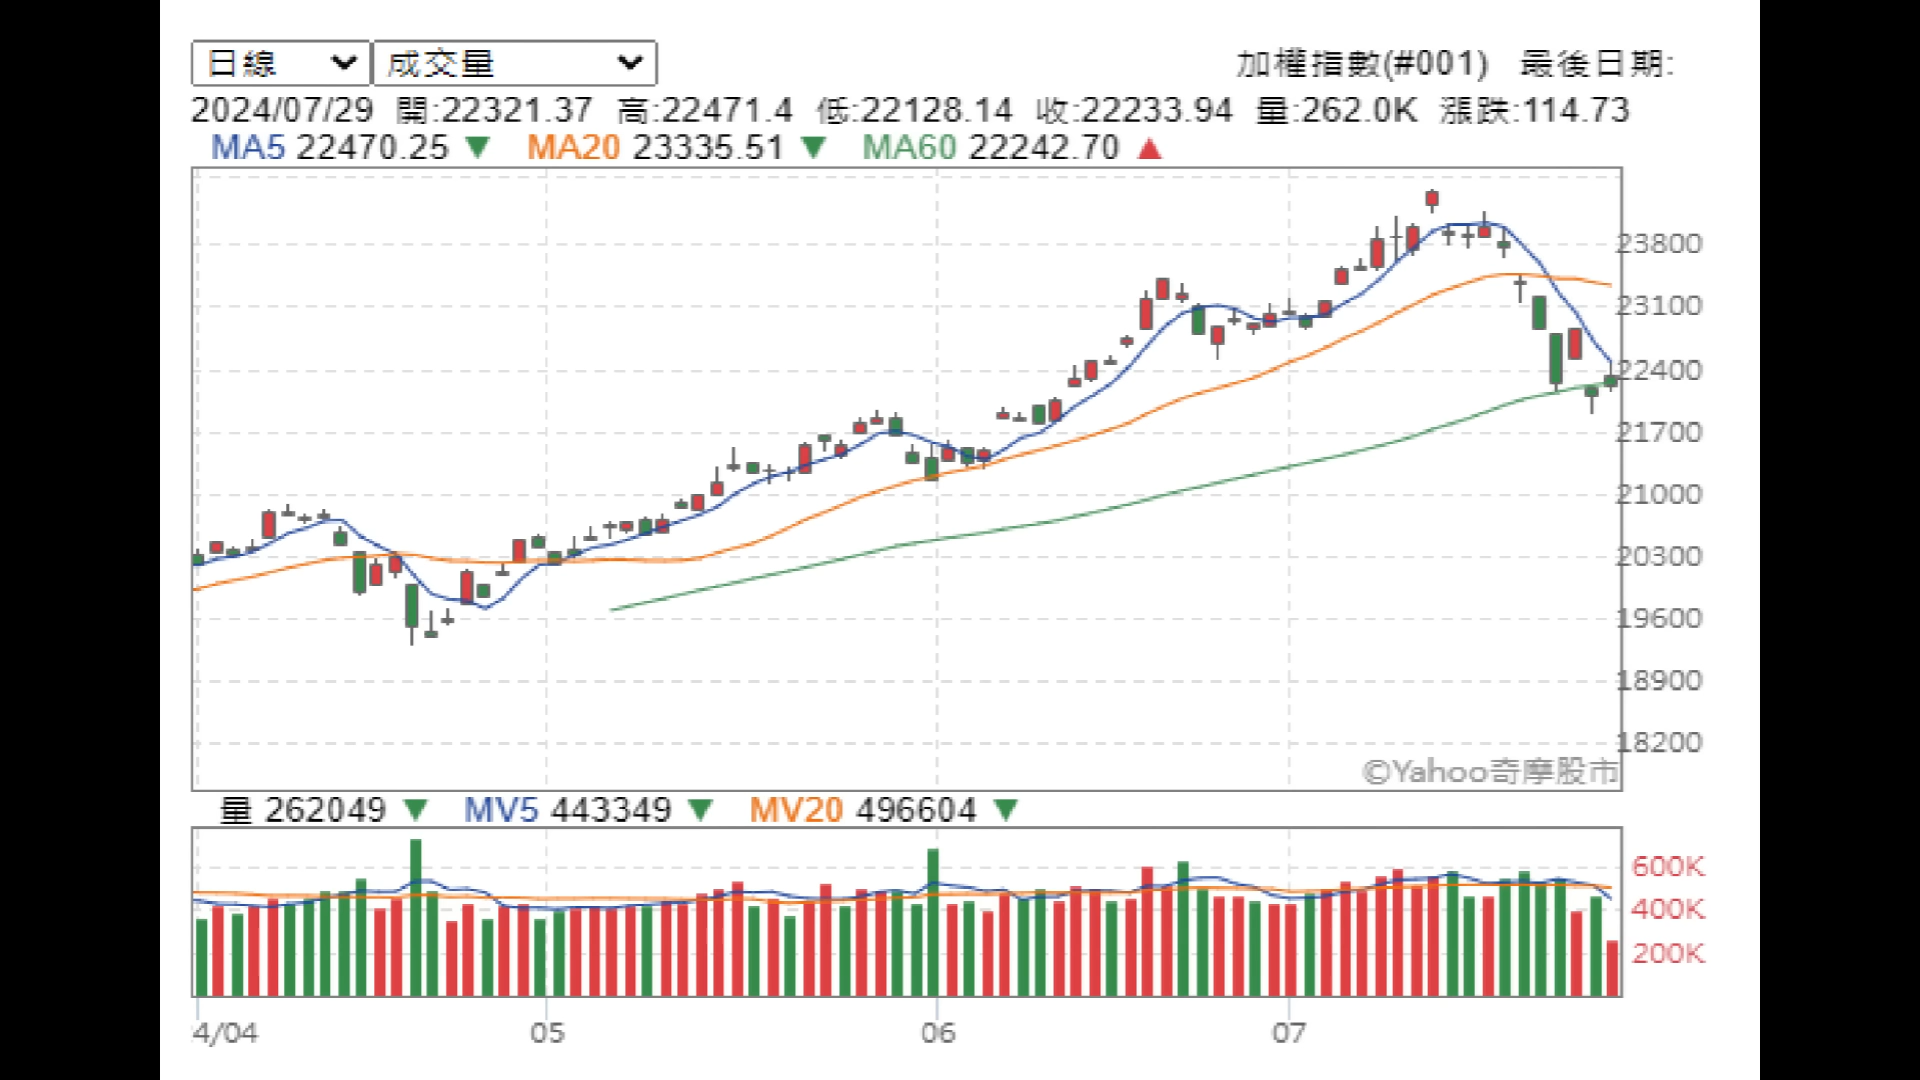 日線 成交量 加權指數(#001) 最後日期:
2024/07/29 開:22321.37 高:22471.4 低:22128.14 收:22233.94 量:262.0K 漲跌:114.73
MA5 22470.25 ▼ MA20 23335.51 ▼ MA60 22242.70 ▲
23800
23100
22400
21700
21000
20300
19600
18900
18200
©Yahoo奇摩股市
量 262049 ▼ MV5 443349 ▼ MV20 496604 ▼
600K
400K
200K
4/04 05 06 07